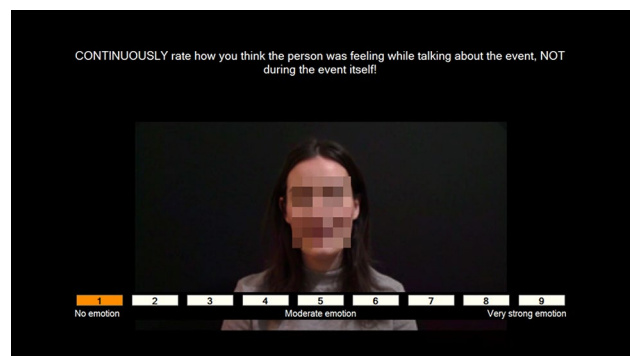 CONTINUOUSLY rate how you think the person was feeling while talking about the event, NOT
during the event itself!
1 2 3 4 5 6 7 8 9
No emotion Moderate emotion Very strong emotion